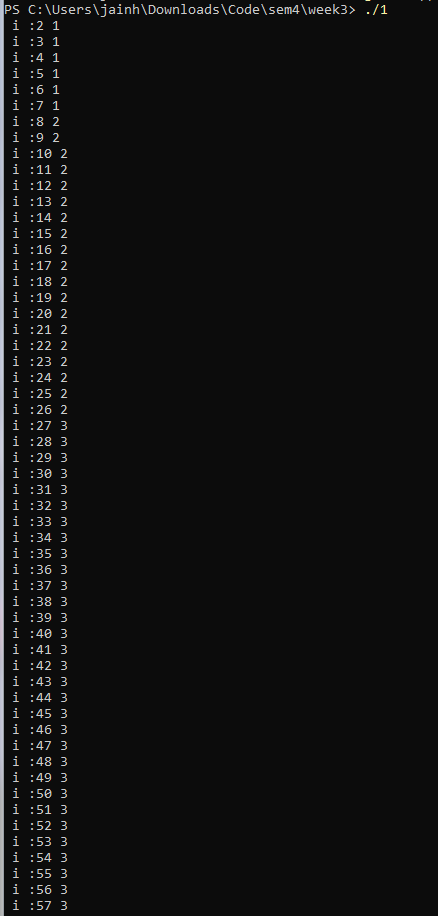 PS C:\Users\jainh\Downloads\Code\sem4\week3> ./1
i :2 1
i :3 1
i :4 1
i :5 1
i :6 1
i :7 1
i :8 2
i :9 2
i :10 2
i :11 2
i :12 2
i :13 2
i :14 2
i :15 2
i :16 2
i :17 2
i :18 2
i :19 2
i :20 2
i :21 2
i :22 2
i :23 2
i :24 2
i :25 2
i :26 2
i :27 3
i :28 3
i :29 3
i :30 3
i :31 3
i :32 3
i :33 3
i :34 3
i :35 3
i :36 3
i :37 3
i :38 3
i :39 3
i :40 3
i :41 3
i :42 3
i :43 3
i :44 3
i :45 3
i :46 3
i :47 3
i :48 3
i :49 3
i :50 3
i :51 3
i :52 3
i :53 3
i :54 3
i :55 3
i :56 3
i :57 3